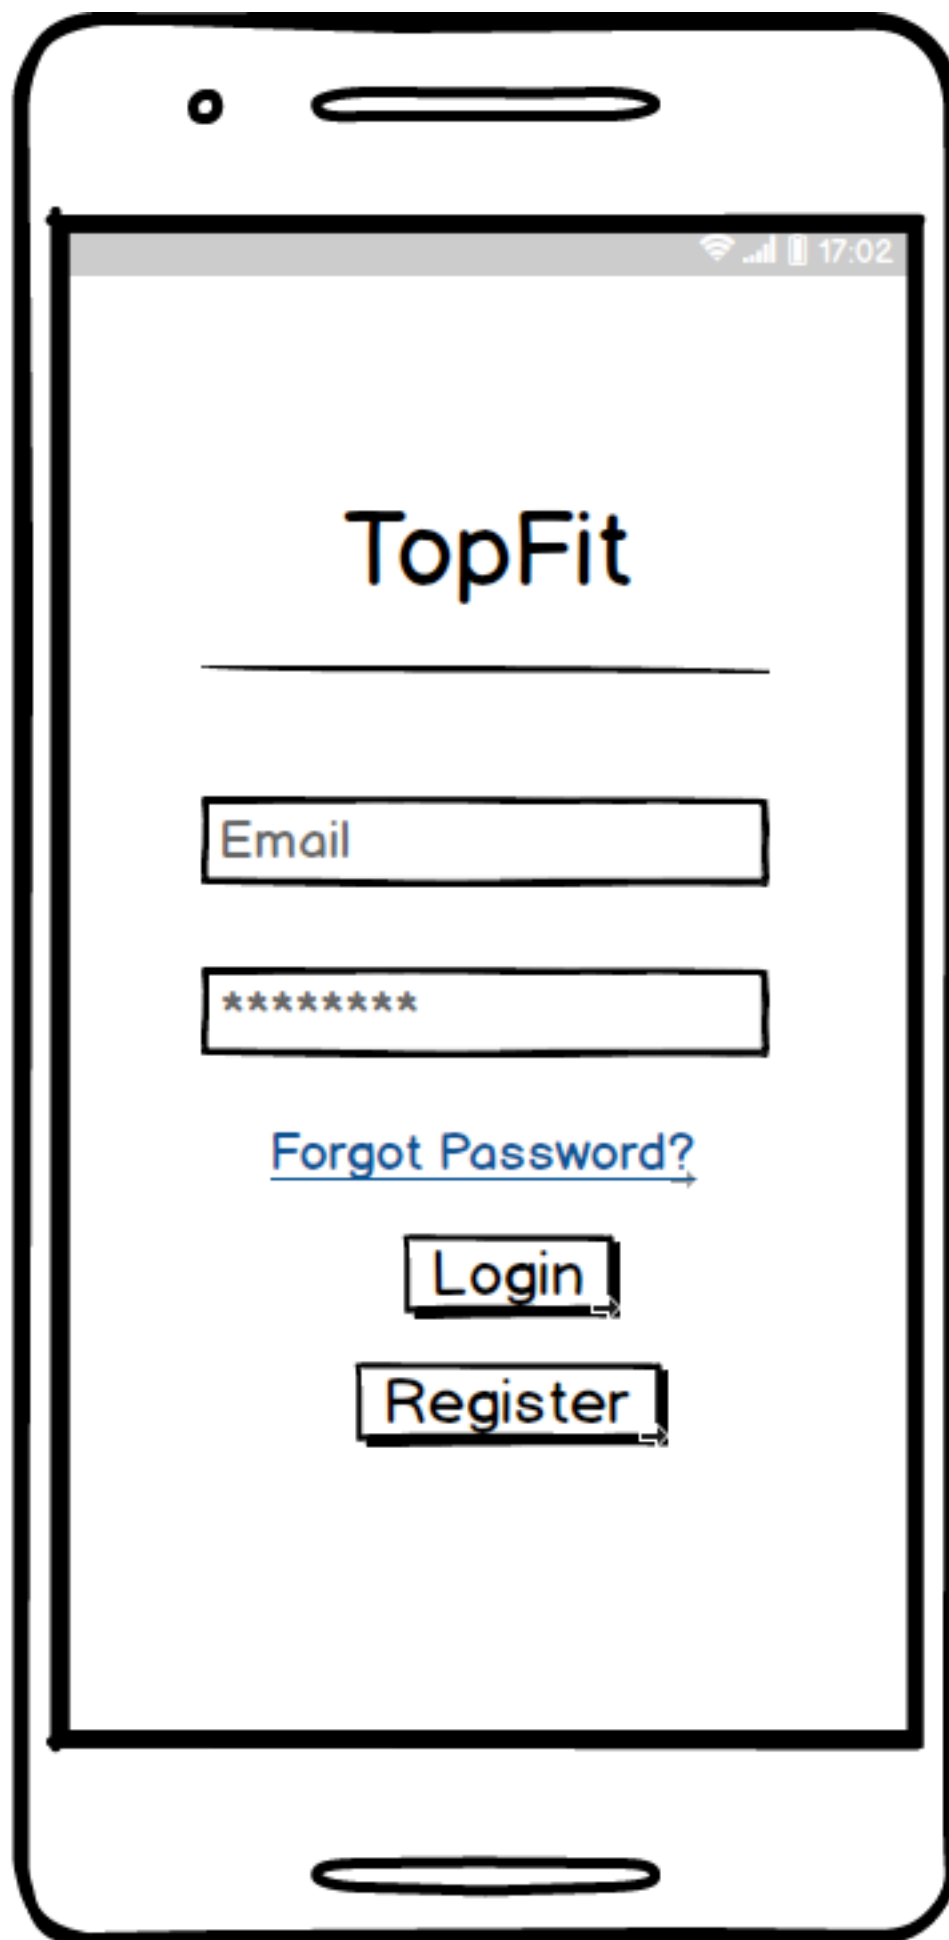 17:02
TopFit
Email
********
Forgot Password?
Login
Register